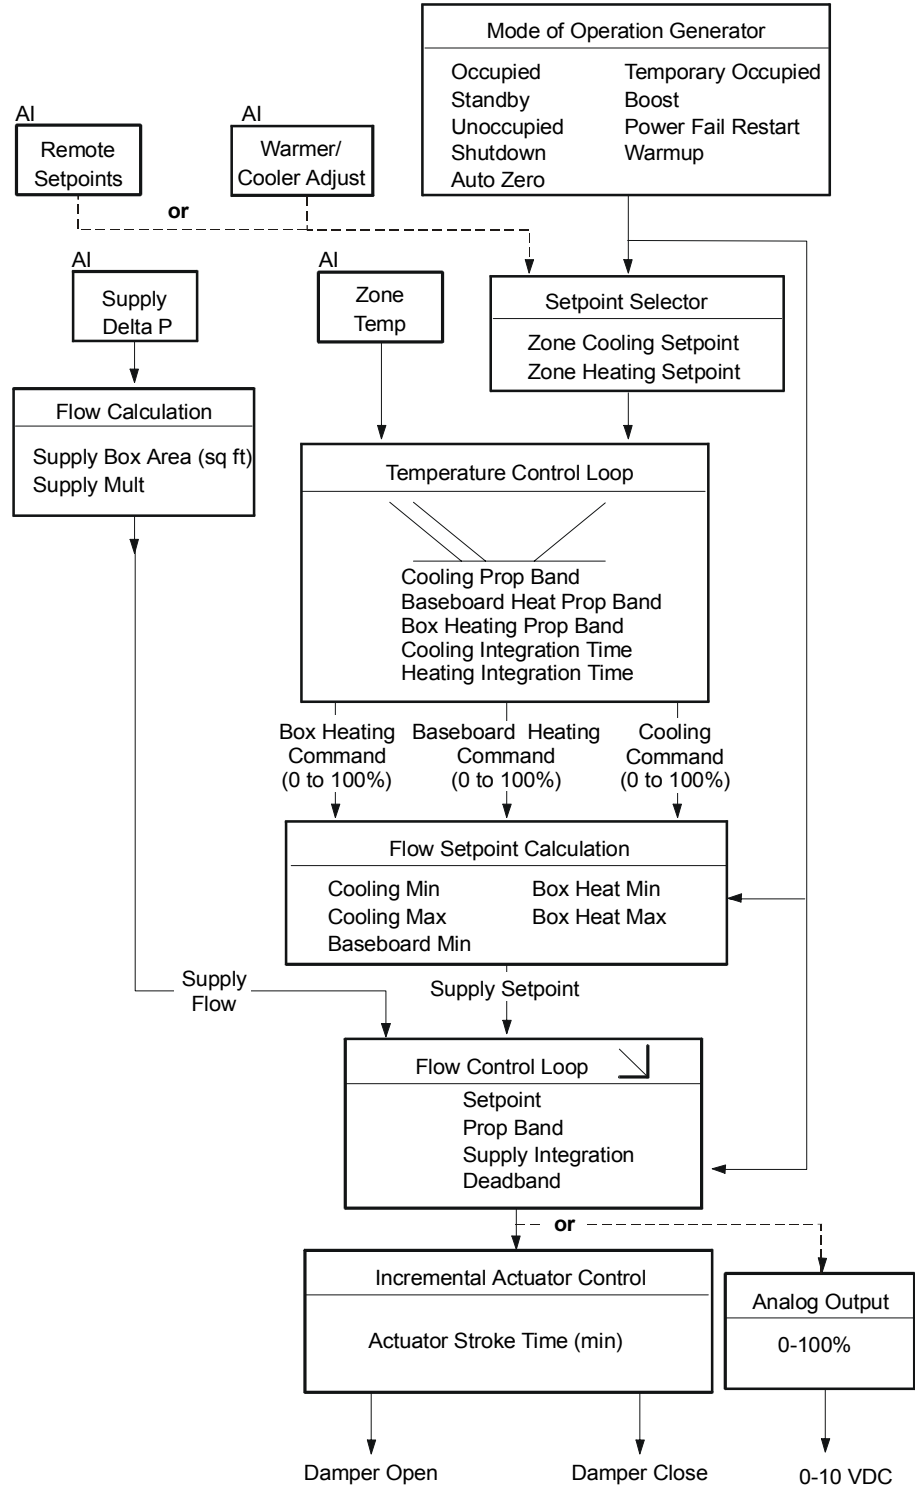 Mode of Operation Generator
Occupied
Temporary Occupied
Standby
Boost
Unoccupied
Power Fail Restart
Shutdown
Warmup
Auto Zero
AI
Remote
Setpoints
AI
Warmer/
Cooler Adjust
or
AI
Supply
Delta P
AI
Zone
Temp
Setpoint Selector
Zone Cooling Setpoint
Zone Heating Setpoint
Flow Calculation
Supply Box Area (sq ft)
Supply Mult
Temperature Control Loop
Cooling Prop Band
Baseboard Heat Prop Band
Box Heating Prop Band
Cooling Integration Time
Heating Integration Time
Box Heating
Command
(0 to 100%)
Baseboard Heating
Command
(0 to 100%)
Cooling
Command
(0 to 100%)
Flow Setpoint Calculation
Cooling Min
Box Heat Min
Cooling Max
Box Heat Max
Baseboard Min
Supply
Flow
Supply Setpoint
Flow Control Loop
Setpoint
Prop Band
Supply Integration
Deadband
or
Incremental Actuator Control
Actuator Stroke Time (min)
Analog Output
0-100%
Damper Open
Damper Close
0-10 VDC